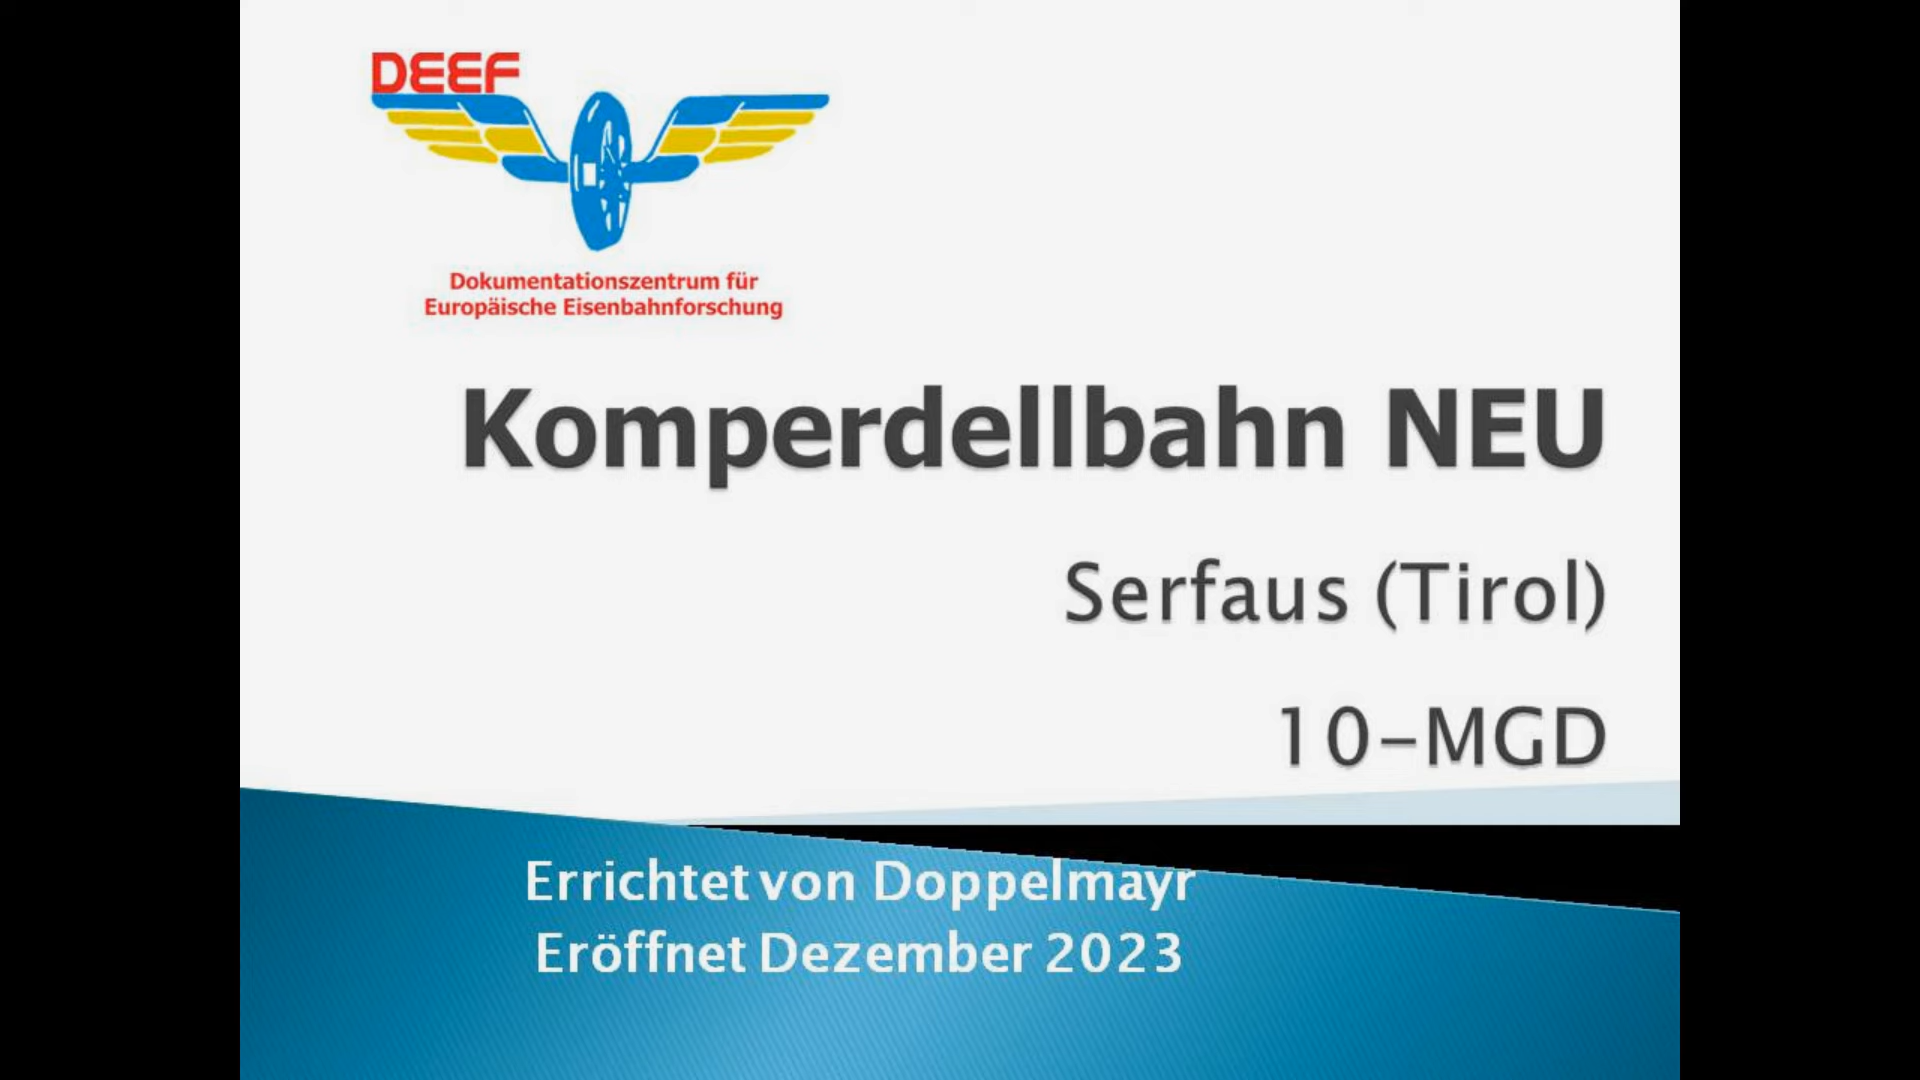 DEEF
Dokumentationszentrum für
Europäische Eisenbahnforschung
Komperdellbahn NEU
Serfaus (Tirol)
10-MGD
Errichtet von Doppelmayr
Eröffnet Dezember 2023